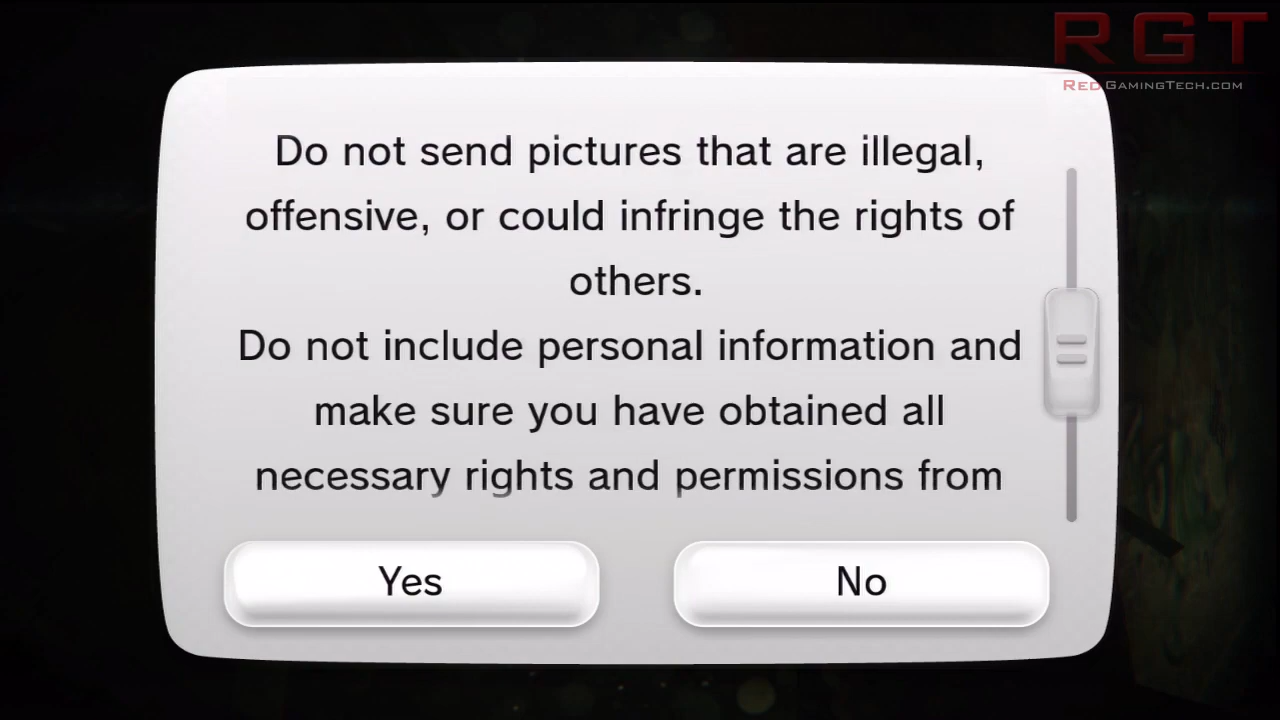 RGT
REDGAMINGTECH.COM
Do not send pictures that are illegal,
offensive, or could infringe the rights of
others.
Do not include personal information and
make sure you have obtained all
necessary rights and permissions from
Yes
No